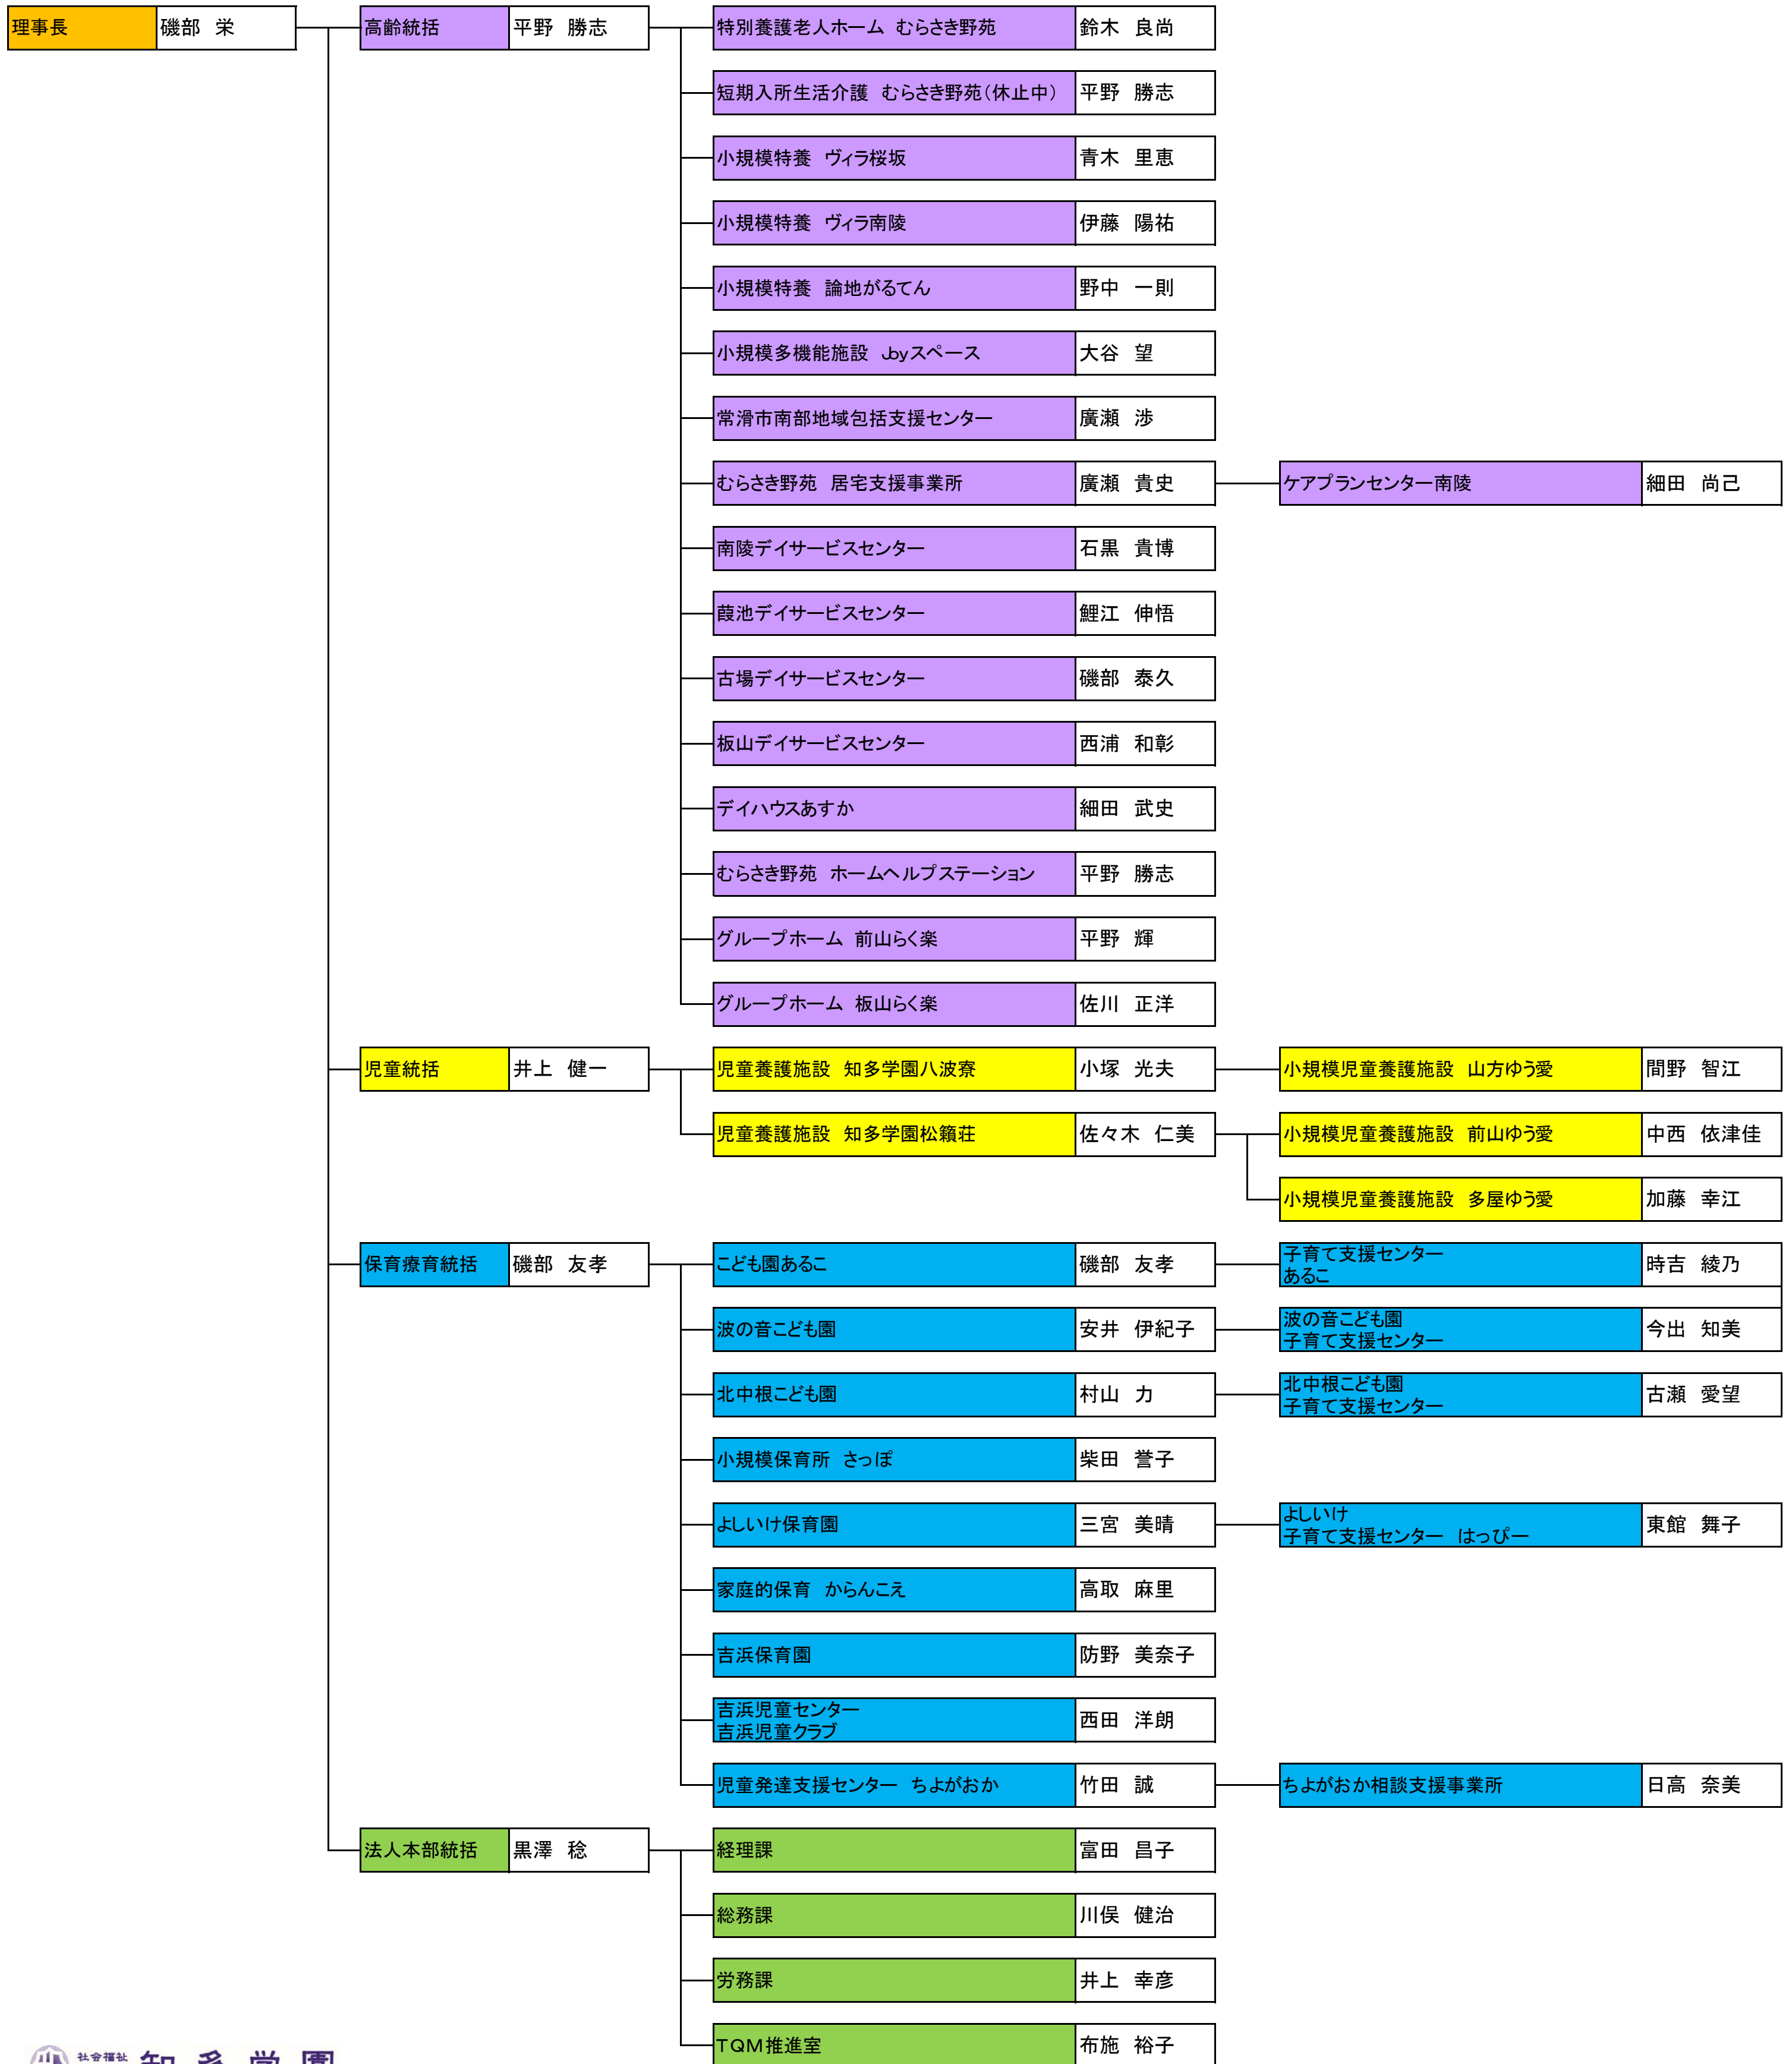 理事長 磯部　栄 高齢統括 平野　勝志 特別養護老人ホーム　むらさき野苑 鈴木　良尚
短期入所生活介護　むらさき野苑（休止中） 平野　勝志
小規模特養　ヴィラ桜坂 青木　里恵
小規模特養　ヴィラ南陵 伊藤　陽祐
小規模特養　論地がるてん 野中　一則
小規模多機能施設　Joyスペース 大谷　望
常滑市南部地域包括支援センター 廣瀬　渉
むらさき野苑　居宅支援事業所 廣瀬　貴史 ケアプランセンター南陵 細田　尚己
南陵デイサービスセンター 石黒　貴博
葭池デイサービスセンター 鯉江　伸悟
古場デイサービスセンター 磯部　泰久
板山デイサービスセンター 西浦　和彰
デイハウスあすか 細田　武史
むらさき野苑　ホームヘルプステーション 平野　勝志
グループホーム　前山らく楽 平野　輝
グループホーム　板山らく楽 佐川　正洋
児童統括 井上　健一 児童養護施設　知多学園八波寮 小塚　光夫 小規模児童養護施設　山方ゆう愛 間野　智江
児童養護施設　知多学園松籟荘 佐々木　仁美 小規模児童養護施設　前山ゆう愛 中西　依津佳
小規模児童養護施設　多屋ゆう愛 加藤　幸江
保育療育統括 磯部　友孝 こども園あるこ 磯部　友孝 子育て支援センター
あるこ 時吉　綾乃
波の音こども園 安井　伊紀子 波の音こども園
子育て支援センター 今出　知美
北中根こども園 村山　力 北中根こども園
子育て支援センター 古瀬　愛望
小規模保育所　さっぽ 柴田　誉子
よしいけ保育園 三宮　美晴 よしいけ
子育て支援センター　はっぴー 東館　舞子
家庭的保育　からんこえ 高取　麻里
吉浜保育園 防野　美奈子
吉浜児童センター
吉浜児童クラブ 西田　洋朗
児童発達支援センター　ちよがおか 竹田　誠 ちよがおか相談支援事業所 日高　奈美
法人本部統括 黒澤　稔 経理課 富田　昌子
総務課 川俣　健治
労務課 井上　幸彦
TQM推進室 布施　裕子
社会福祉 知多学園